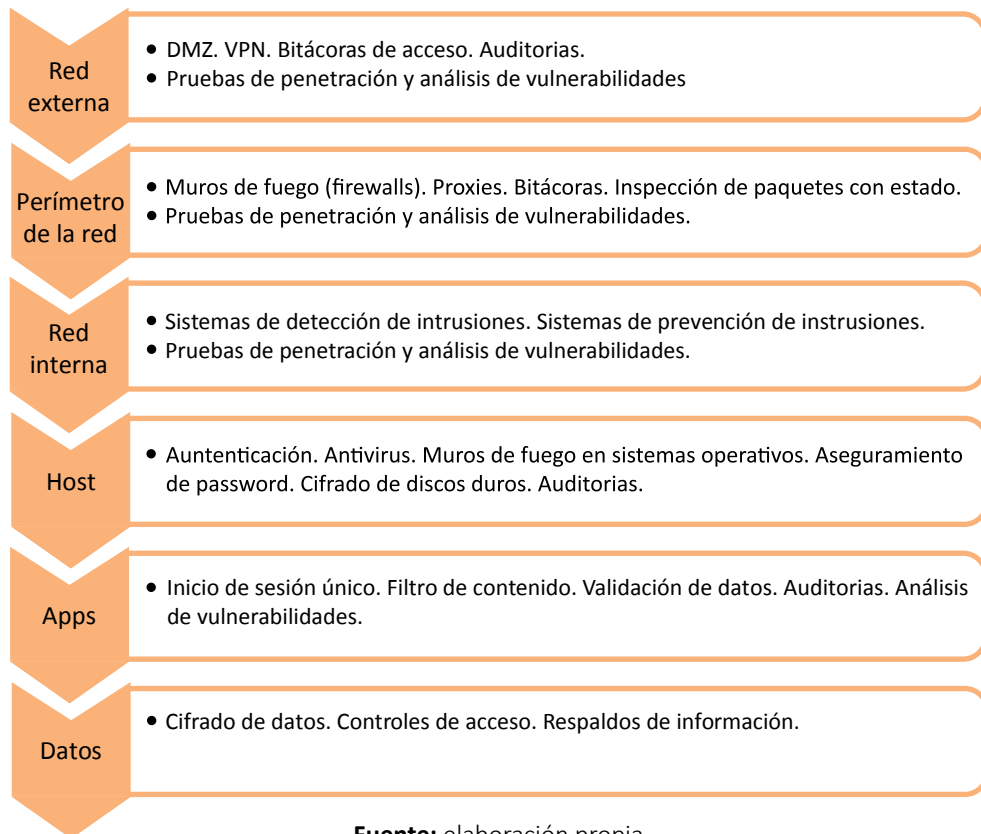 Red
externa
• DMZ. VPN. Bitácoras de acceso. Auditorias.
• Pruebas de penetración y análisis de vulnerabilidades
Perímetro
de la red
• Muros de fuego (firewalls). Proxies. Bitácoras. Inspección de paquetes con estado.
• Pruebas de penetración y análisis de vulnerabilidades.
Red
interna
• Sistemas de detección de intrusiones. Sistemas de prevención de instrusiones.
• Pruebas de penetración y análisis de vulnerabilidades.
Host
• Auntenticación. Antivirus. Muros de fuego en sistemas operativos. Aseguramiento
de password. Cifrado de discos duros. Auditorias.
Apps
• Inicio de sesión único. Filtro de contenido. Validación de datos. Auditorias. Análisis
de vulnerabilidades.
Datos
• Cifrado de datos. Controles de acceso. Respaldos de información.
Fuente: elaboración propia